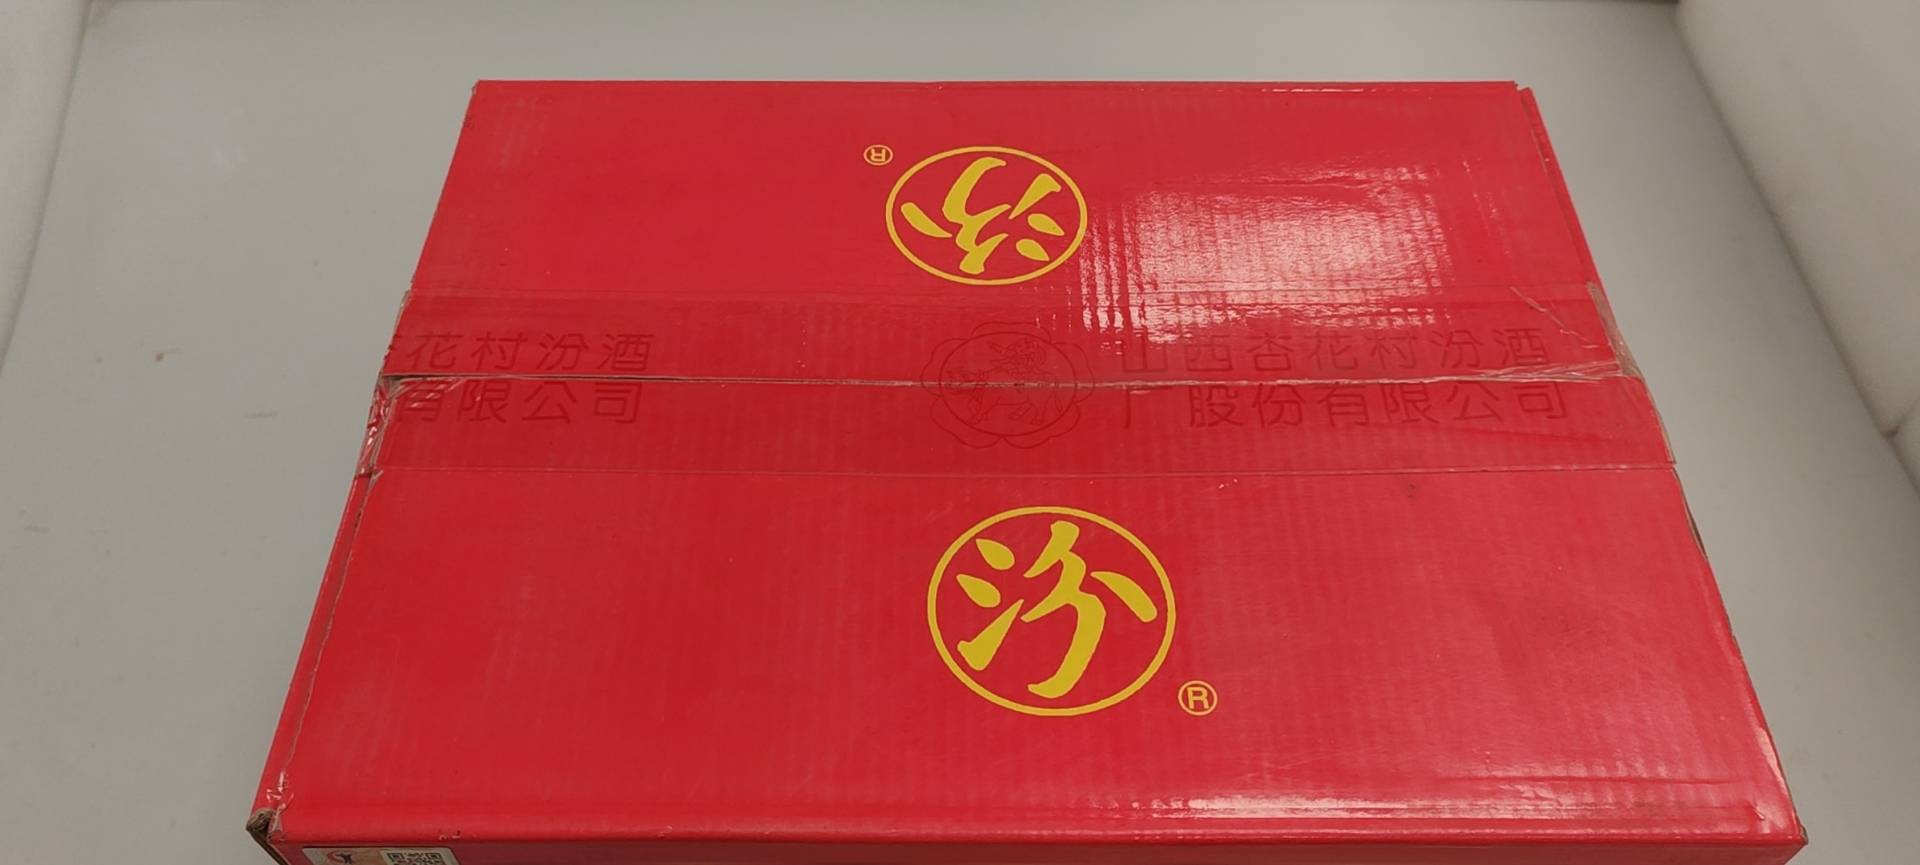 汾
®
花村汾酒
有限公司
山西杏花村汾酒
厂股份有限公司
汾
®